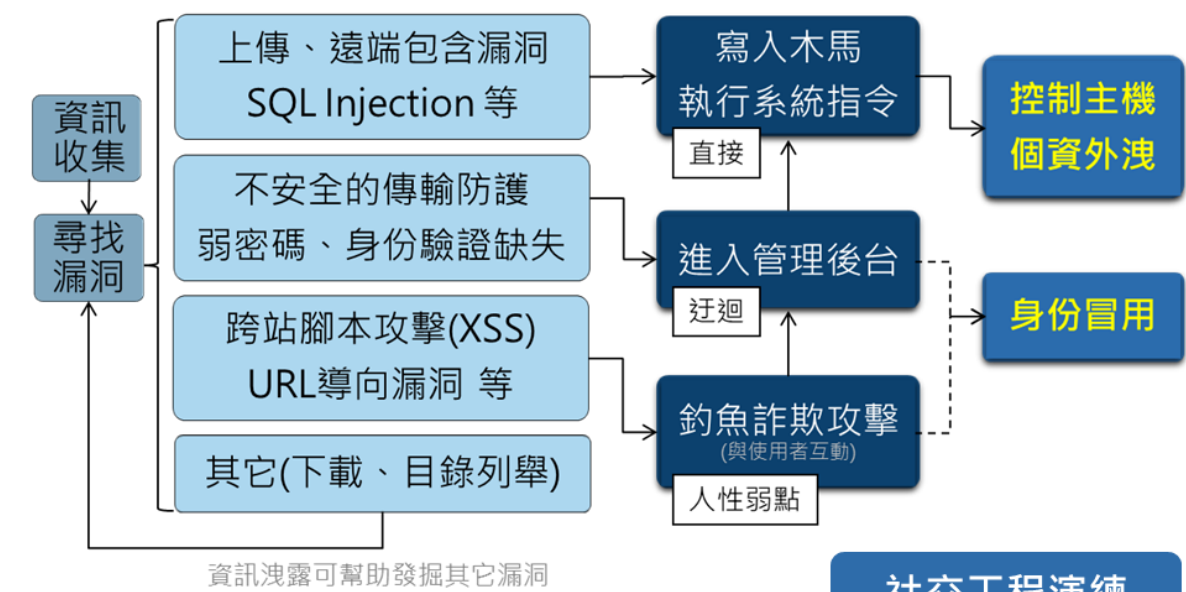 資訊
收集
尋找
漏洞
上傳、遠端包含漏洞
SQL Injection 等
不安全的傳輸防護
弱密碼、身份驗證缺失
跨站腳本攻擊(XSS)
URL導向漏洞 等
其它(下載、目錄列舉)
資訊洩露可幫助發掘其它漏洞
寫入木馬
執行系統指令
直接
進入管理後台
迂迴
釣魚詐欺攻擊
(與使用者互動)
人性弱點
控制主機
個資外洩
身份冒用
社交工程演練